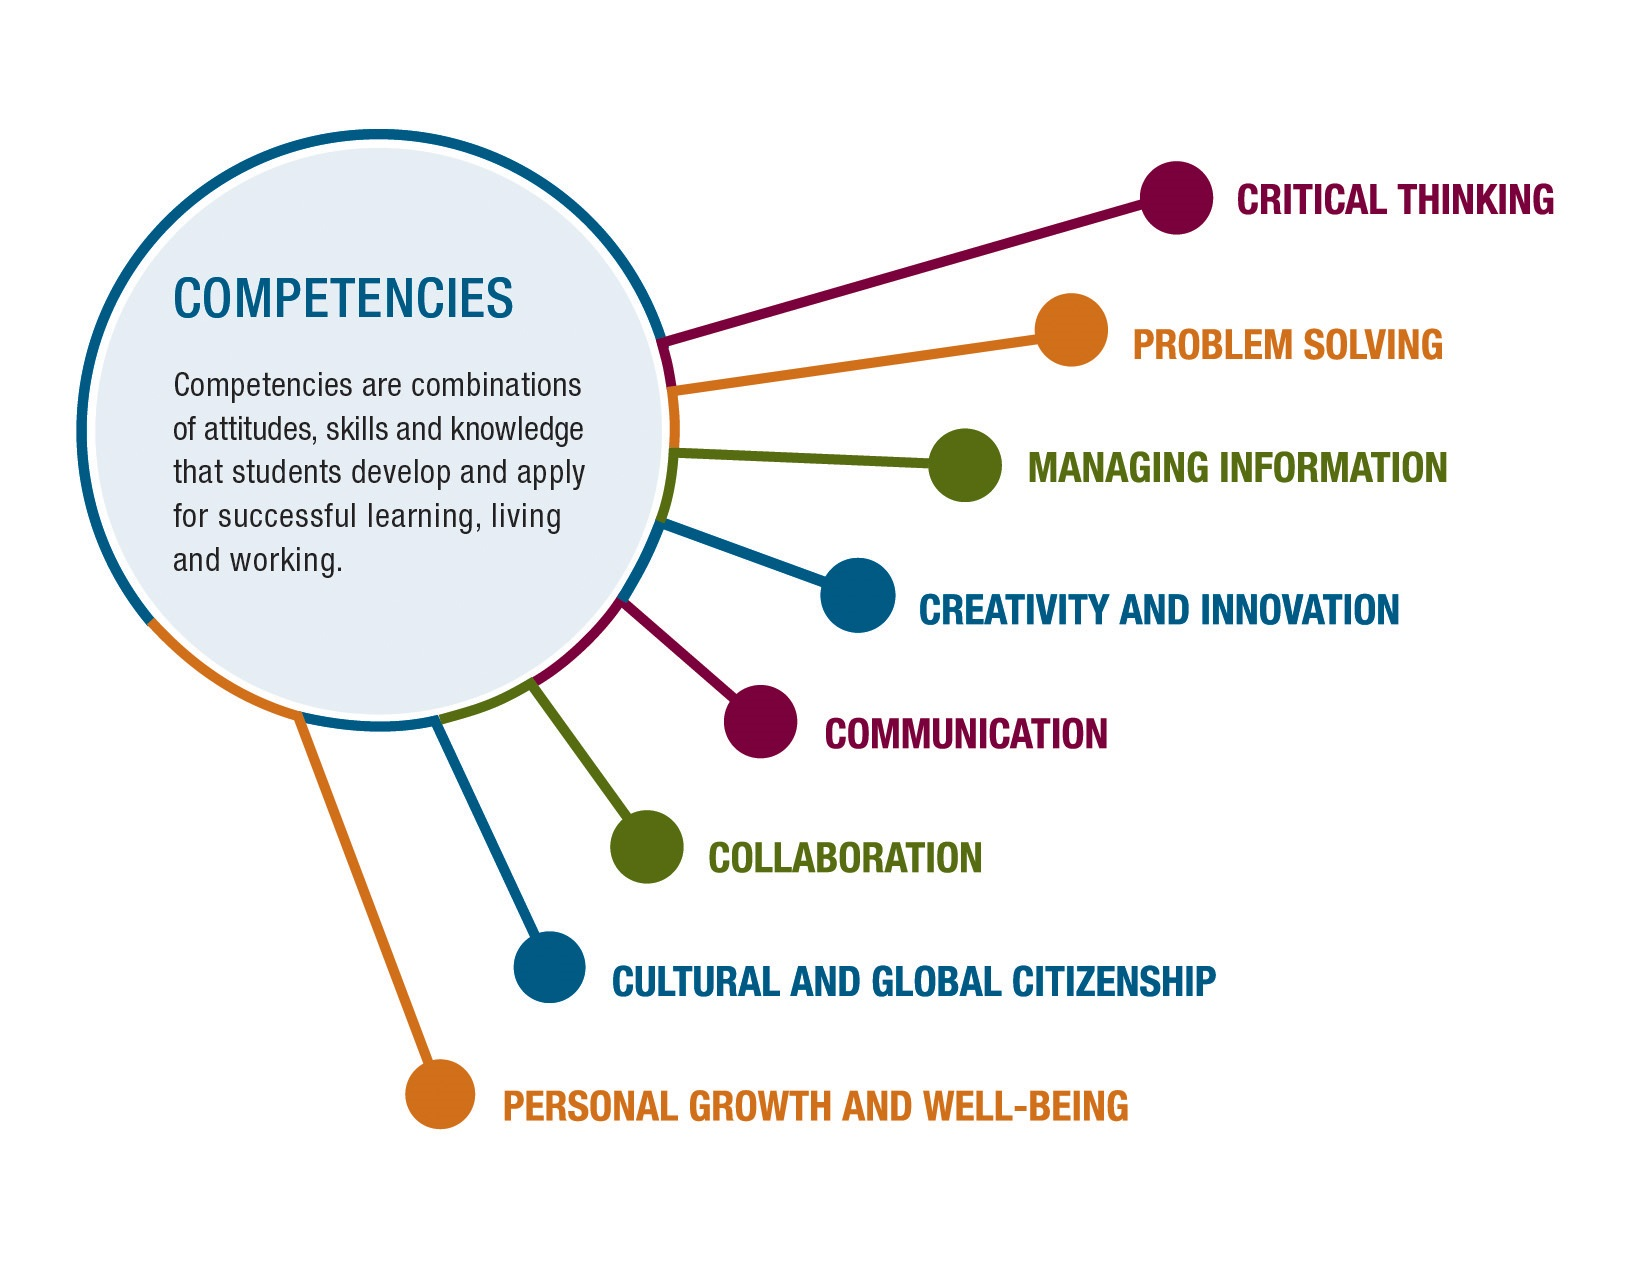 COMPETENCIES
Competencies are combinations
of attitudes, skills and knowledge
that students develop and apply
for successful learning, living
and working.
CRITICAL THINKING
PROBLEM SOLVING
MANAGING INFORMATION
CREATIVITY AND INNOVATION
COMMUNICATION
COLLABORATION
CULTURAL AND GLOBAL CITIZENSHIP
PERSONAL GROWTH AND WELL-BEING